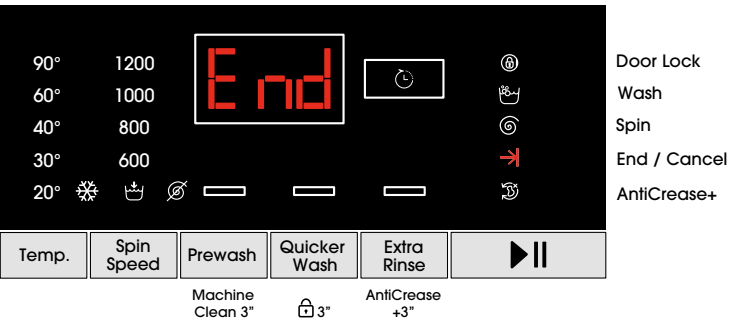 End
90° 1200 Door Lock
60° 1000 Wash
40° 800 Spin
30° 600 End / Cancel
20° AntiCrease+
Temp. Spin Speed Prewash Quicker Wash Extra Rinse
Machine Clean 3" 3" AntiCrease +3"